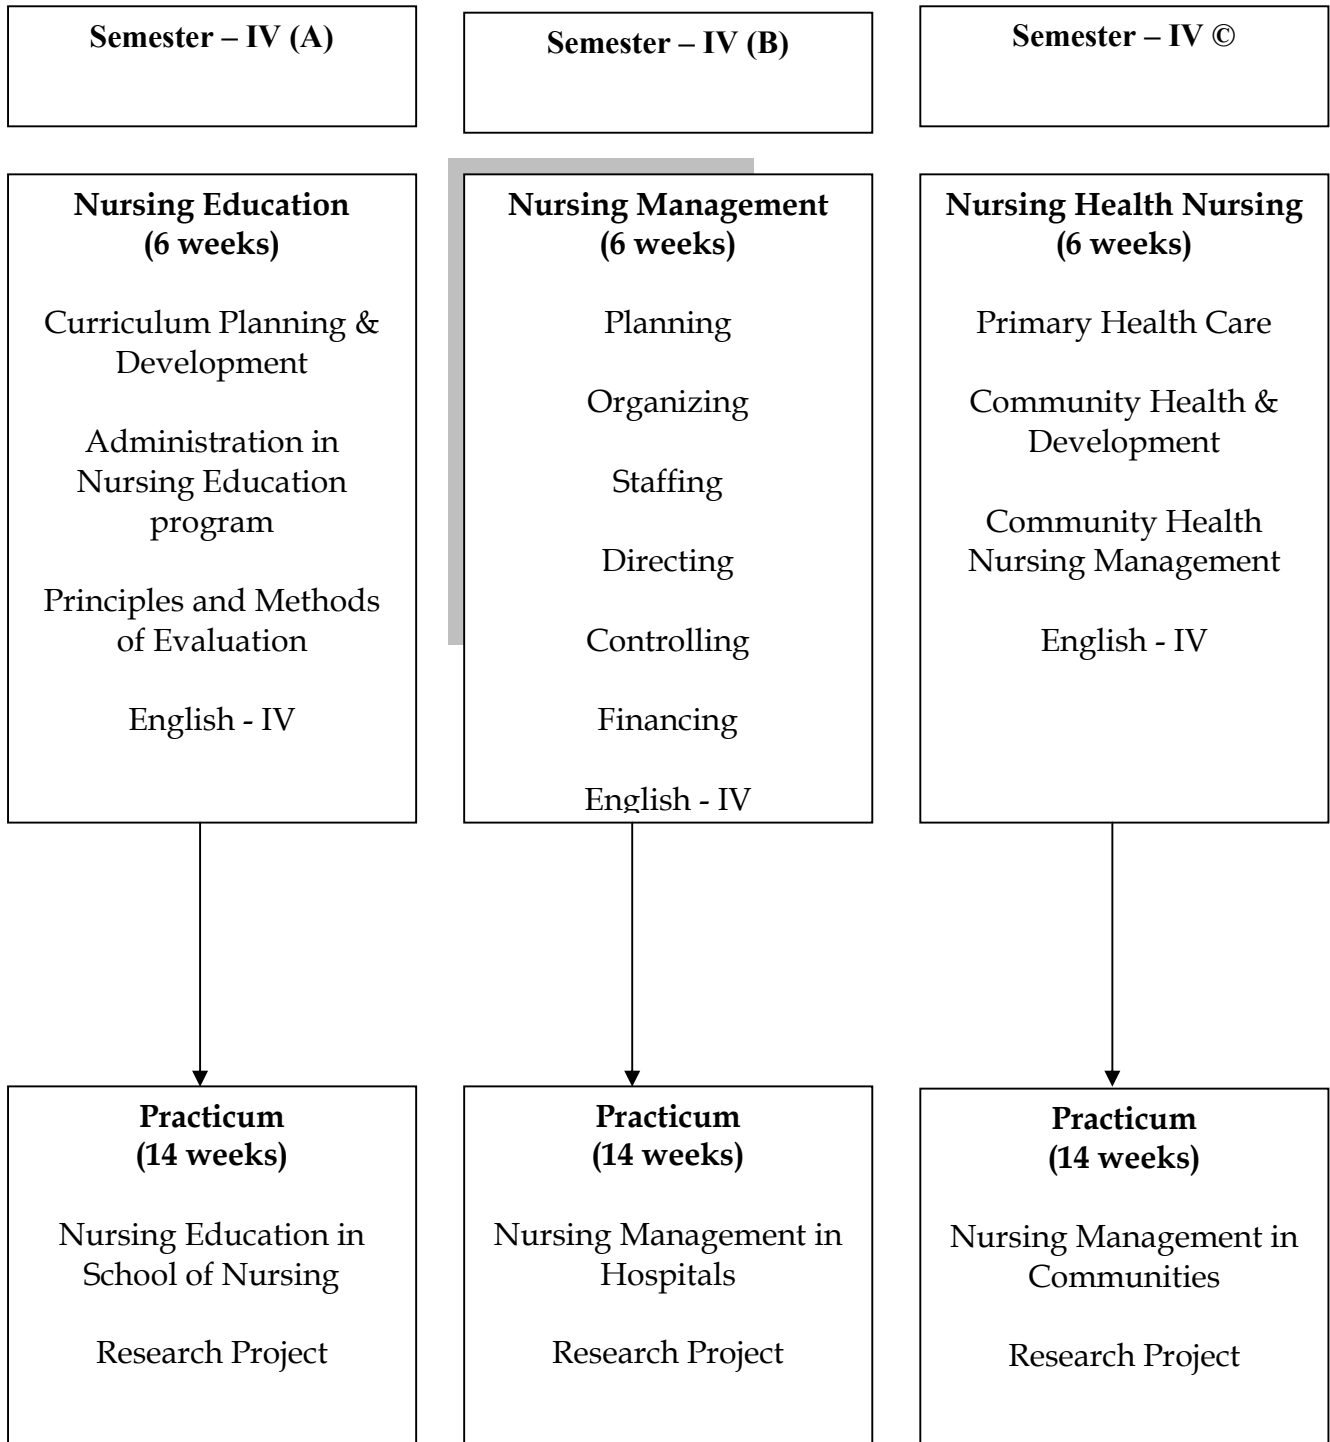 Semester – IV (A)
Semester – IV (B)
Semester – IV ©
Nursing Education
(6 weeks)
Curriculum Planning &
Development
Administration in
Nursing Education
program
Principles and Methods
of Evaluation
English - IV
Nursing Management
(6 weeks)
Planning
Organizing
Staffing
Directing
Controlling
Financing
English - IV
Nursing Health Nursing
(6 weeks)
Primary Health Care
Community Health &
Development
Community Health
Nursing Management
English - IV
Practicum
(14 weeks)
Nursing Education in
School of Nursing
Research Project
Practicum
(14 weeks)
Nursing Management in
Hospitals
Research Project
Practicum
(14 weeks)
Nursing Management in
Communities
Research Project